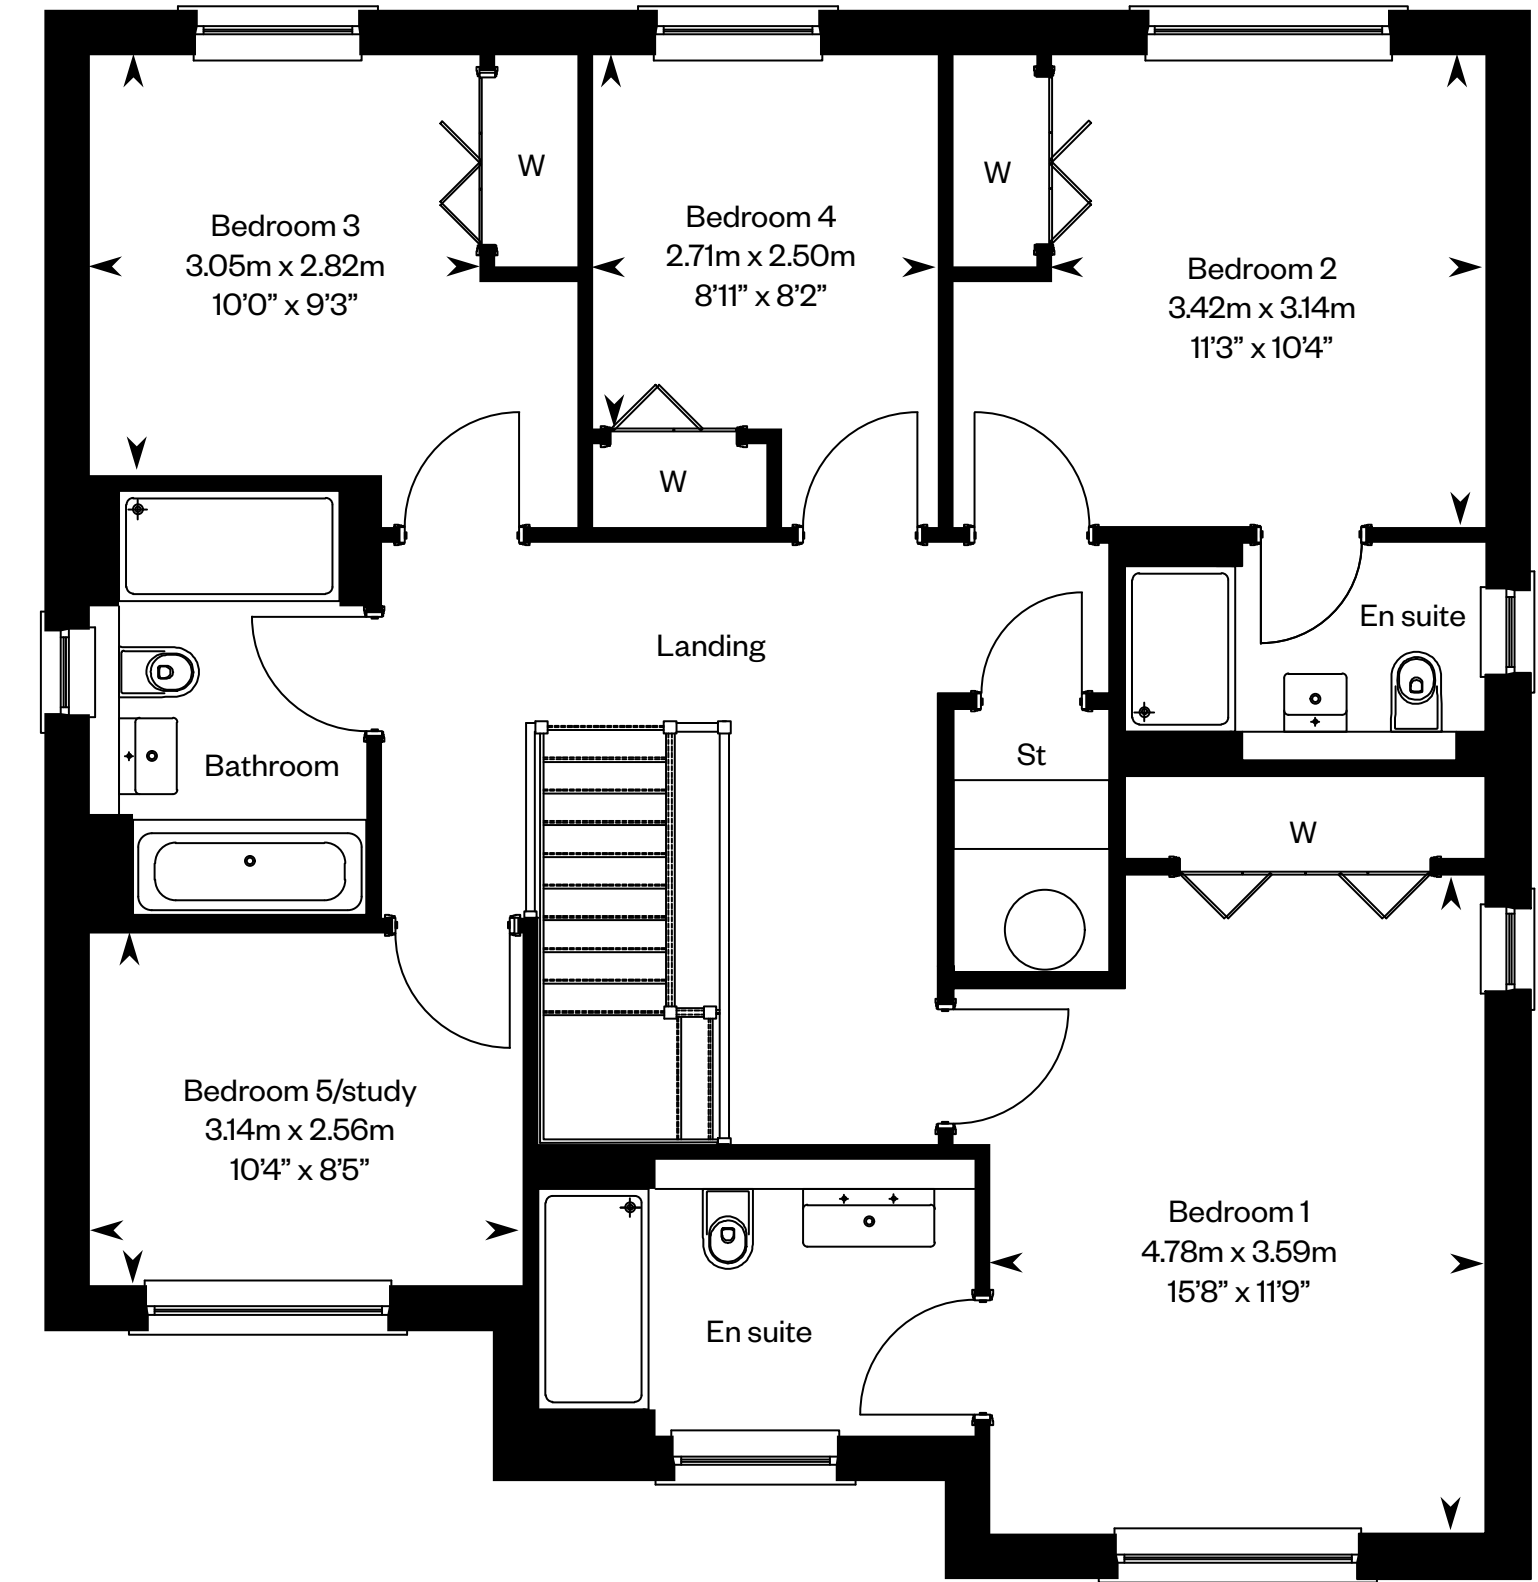 W
W
Bedroom 3
3.05m x 2.82m
10’0” x 9’3”
Bedroom 4
2.71m x 2.50m
8’11” x 8’2”
Bedroom 2
3.42m x 3.14m
11’3” x 10’4”
W
En suite
Landing
Bathroom
St
W
Bedroom 5/study
3.14m x 2.56m
10’4” x 8’5”
Bedroom 1
4.78m x 3.59m
15’8” x 11’9”
En suite